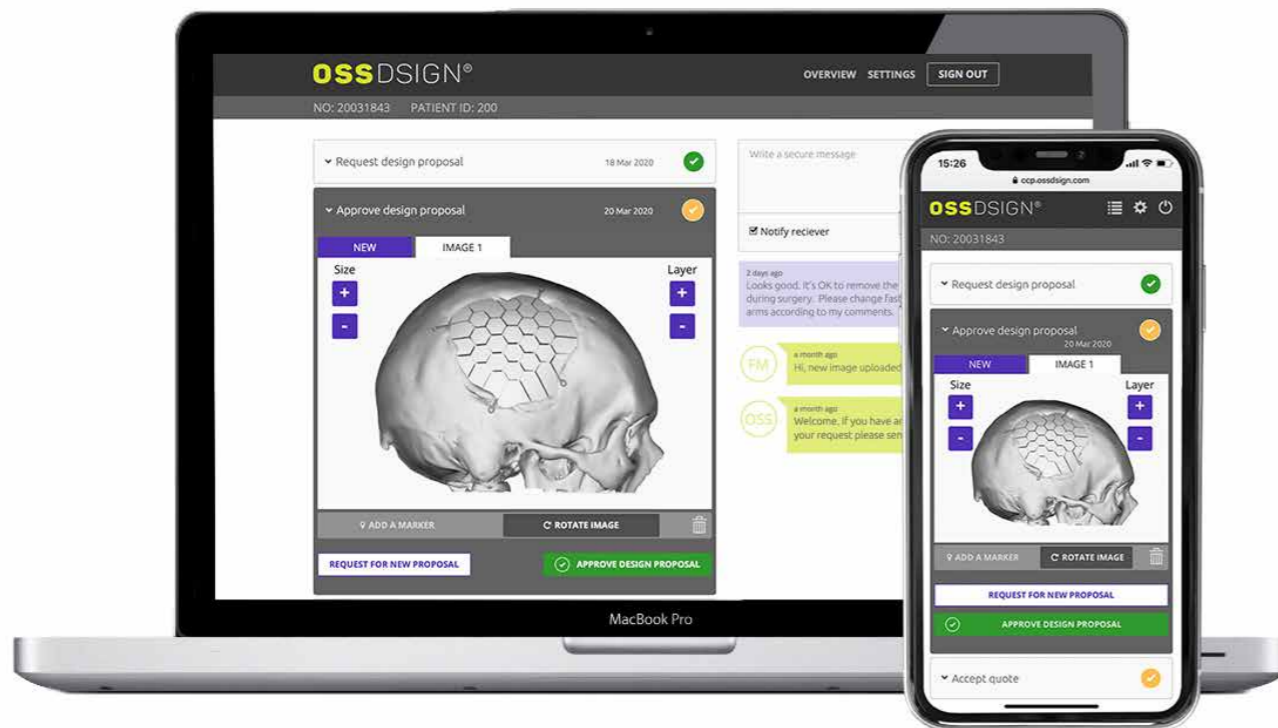 OSSDSIGN®
OVERVIEW SETTINGS SIGN OUT
NO: 20031843 PATIENT ID: 200
Request design proposal 18 Mar 2020
Approve design proposal 20 Mar 2020
NEW IMAGE 1
Size Layer
+ +
- -
ADD A MARKER ROTATE IMAGE
REQUEST FOR NEW PROPOSAL APPROVE DESIGN PROPOSAL
Write a secure message
Notify reciever
2 days ago
Looks good. It's OK to remove the
during surgery. Please change
arms according to my comments.
FM
a month ago
Hi, new image uploaded
OSS
a month ago
Welcome, if you have
your request please
MacBook Pro
15:26
ccp.ossdsign.com
OSSDSIGN®
NO: 20031843
Request design proposal
Approve design proposal
20 Mar 2020
NEW IMAGE 1
Size Layer
+ +
- -
ADD A MARKER ROTATE IMAGE
REQUEST FOR NEW PROPOSAL
APPROVE DESIGN PROPOSAL
Accept quote